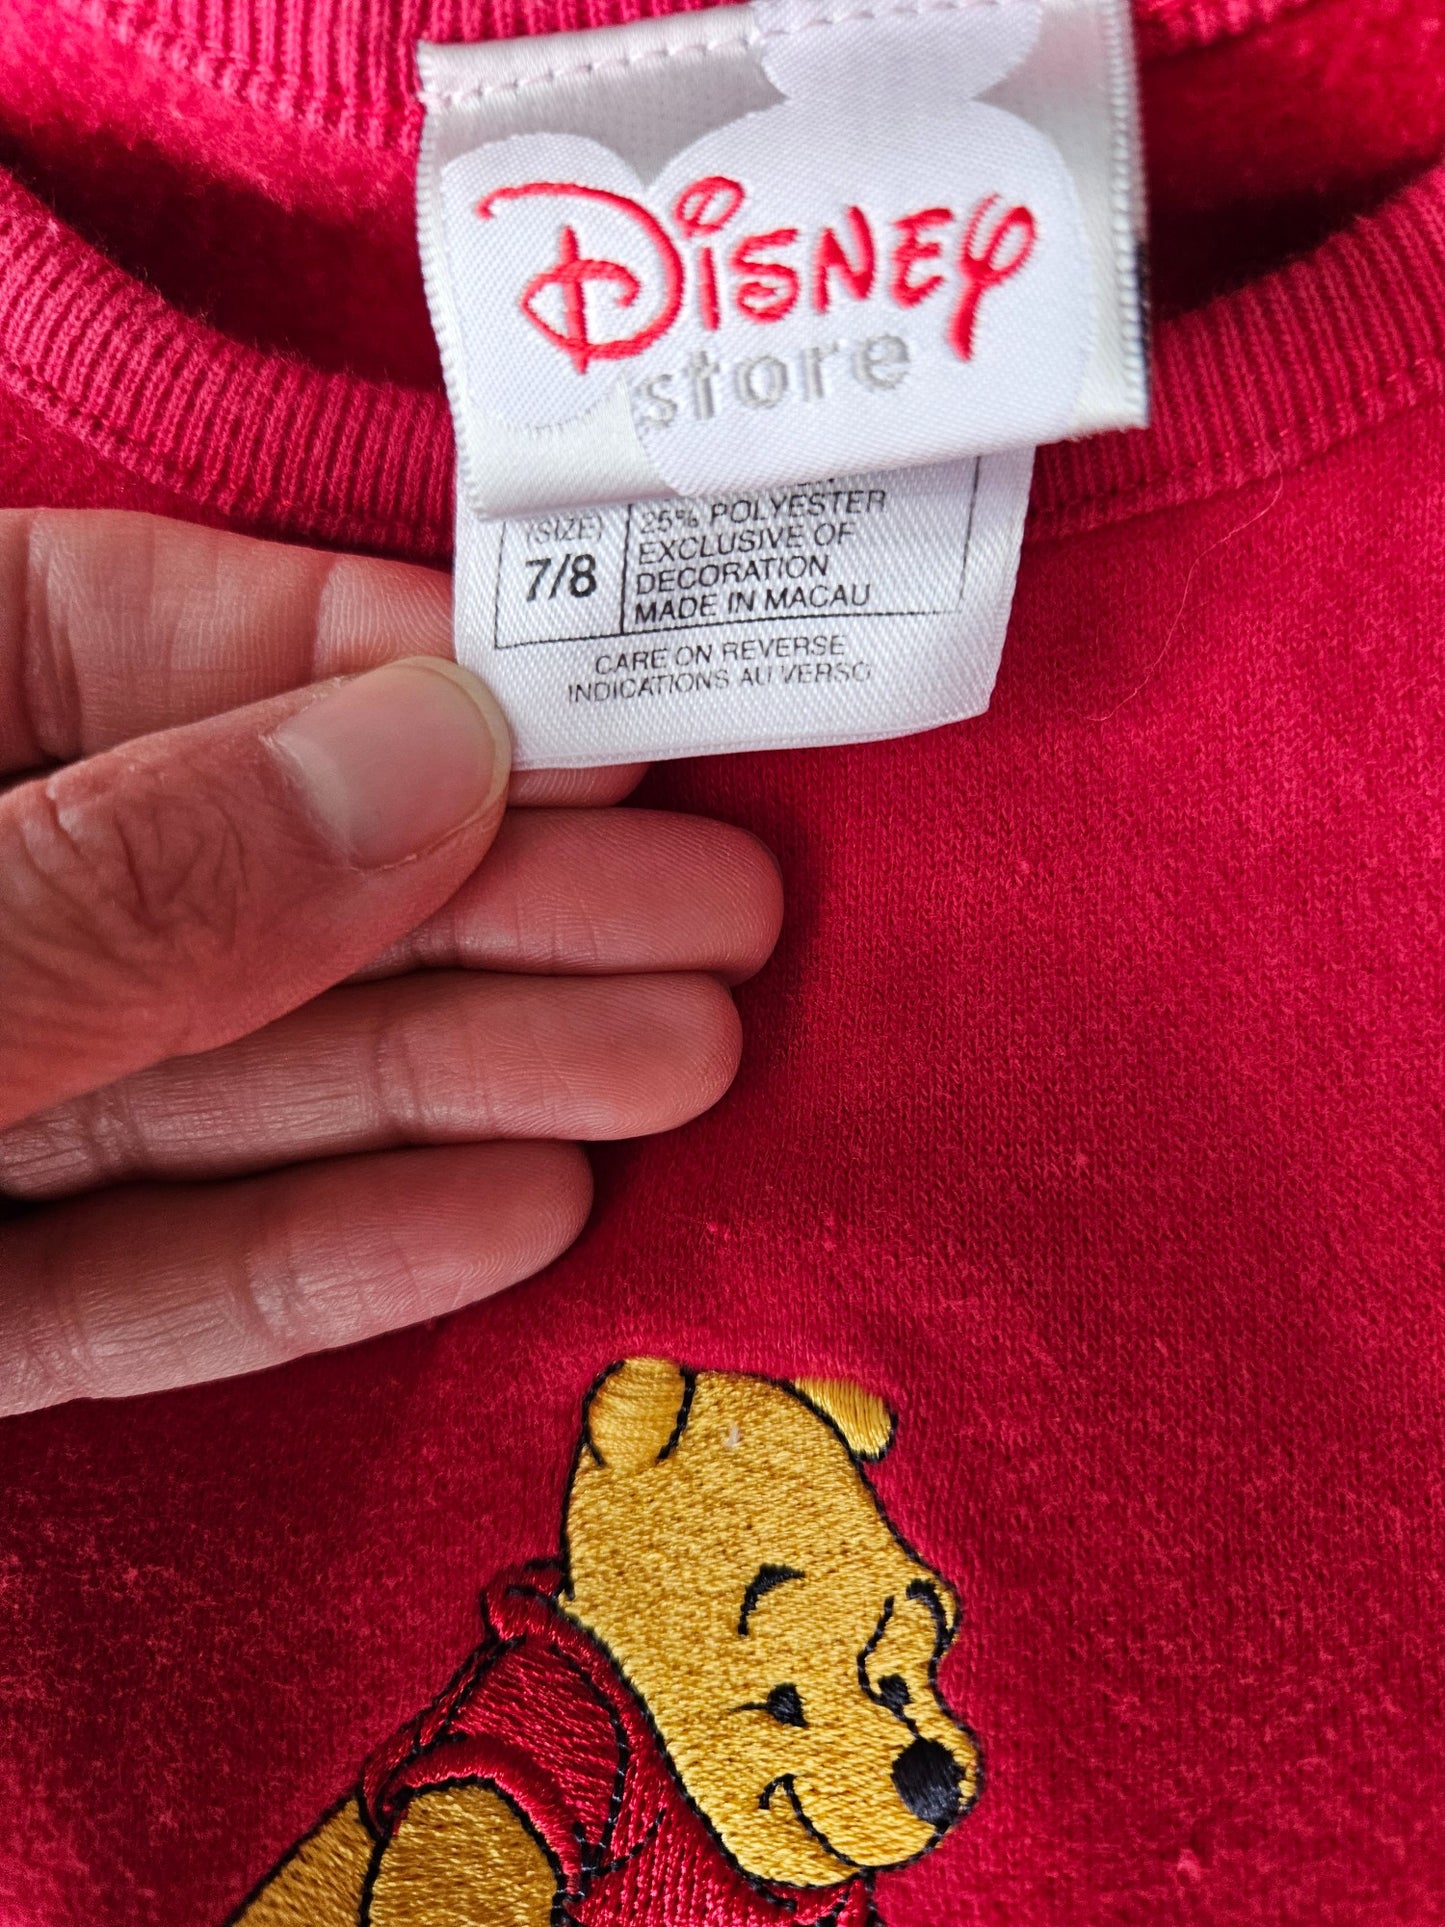 Disney
store
(SIZE)
7/8
25% POLYESTER
EXCLUSIVE OF
DECORATION
MADE IN MACAU
CARE ON REVERSE
INDICATIONS AU VERSO